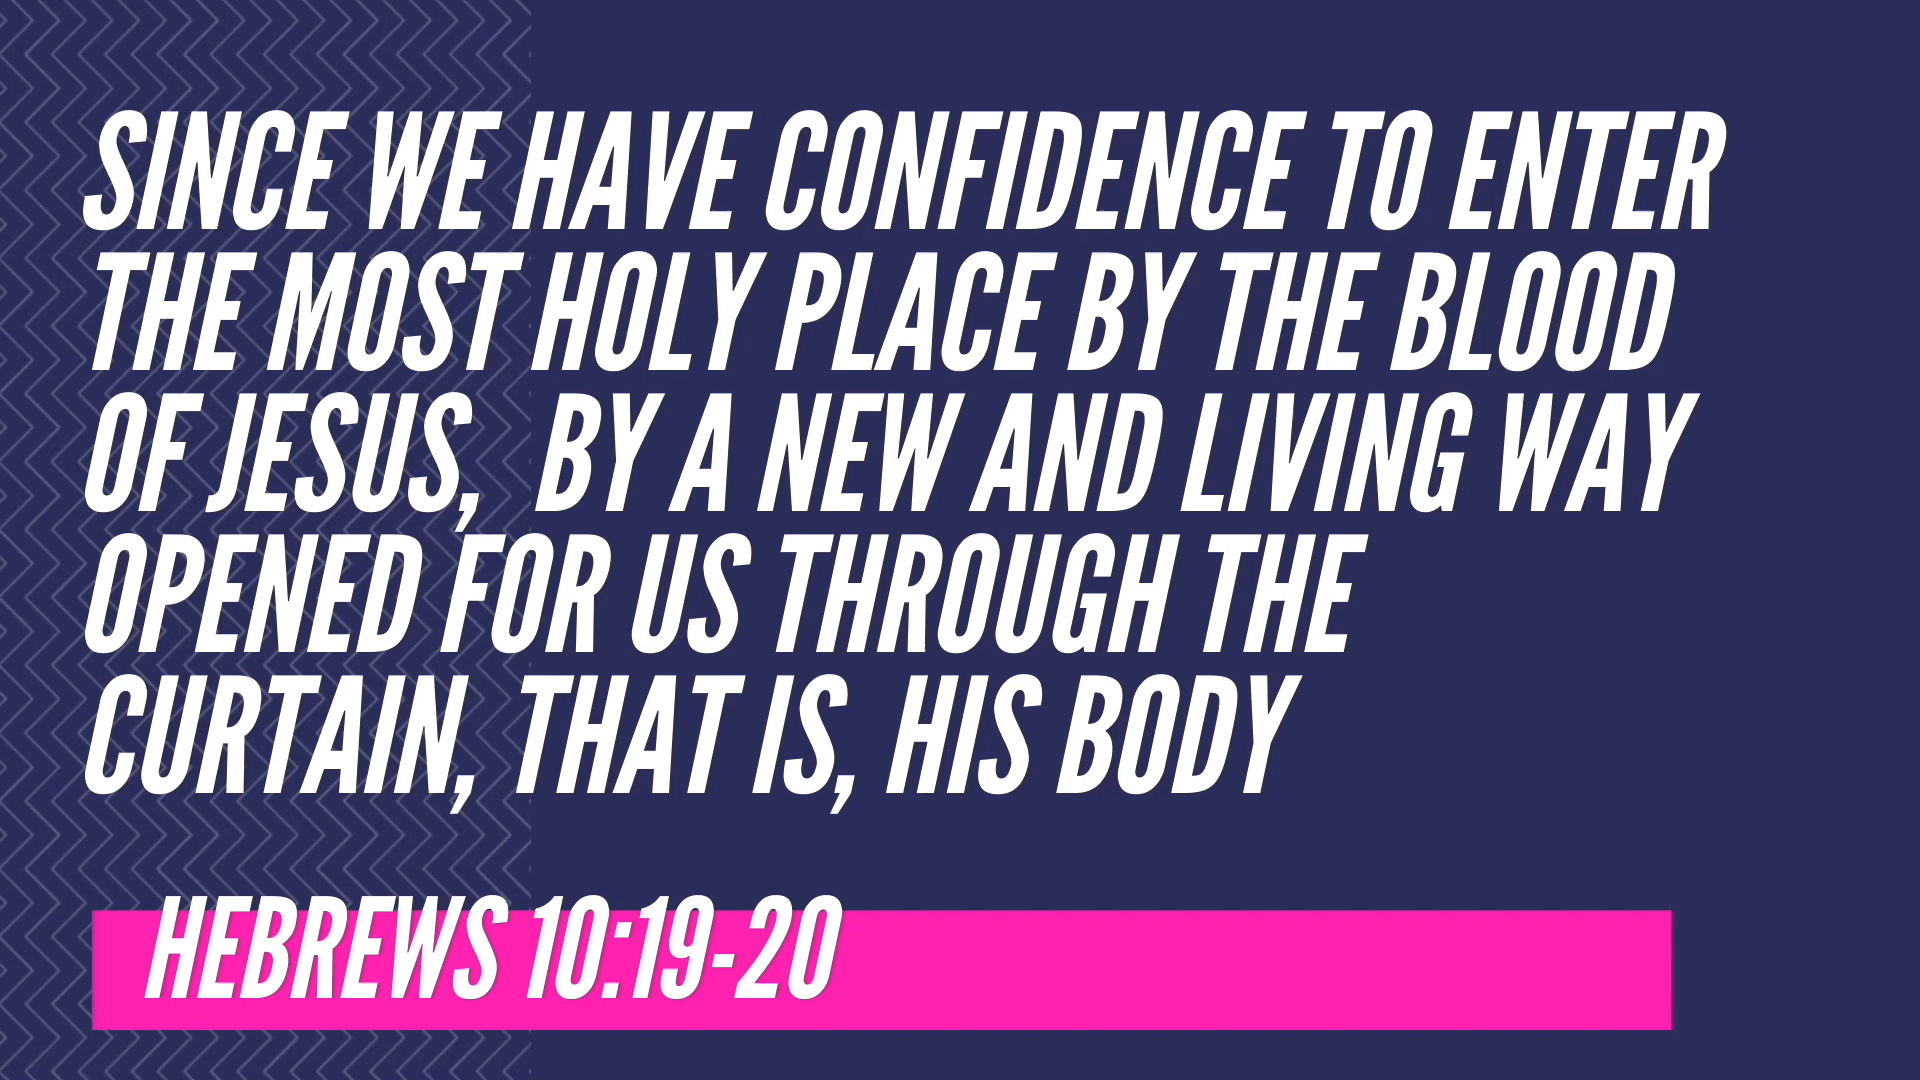 SINCE WE HAVE CONFIDENCE TO ENTER
THE MOST HOLY PLACE BY THE BLOOD
OF JESUS,  BY A NEW AND LIVING WAY
OPENED FOR US THROUGH THE
CURTAIN, THAT IS, HIS BODY
HEBREWS 10:19-20